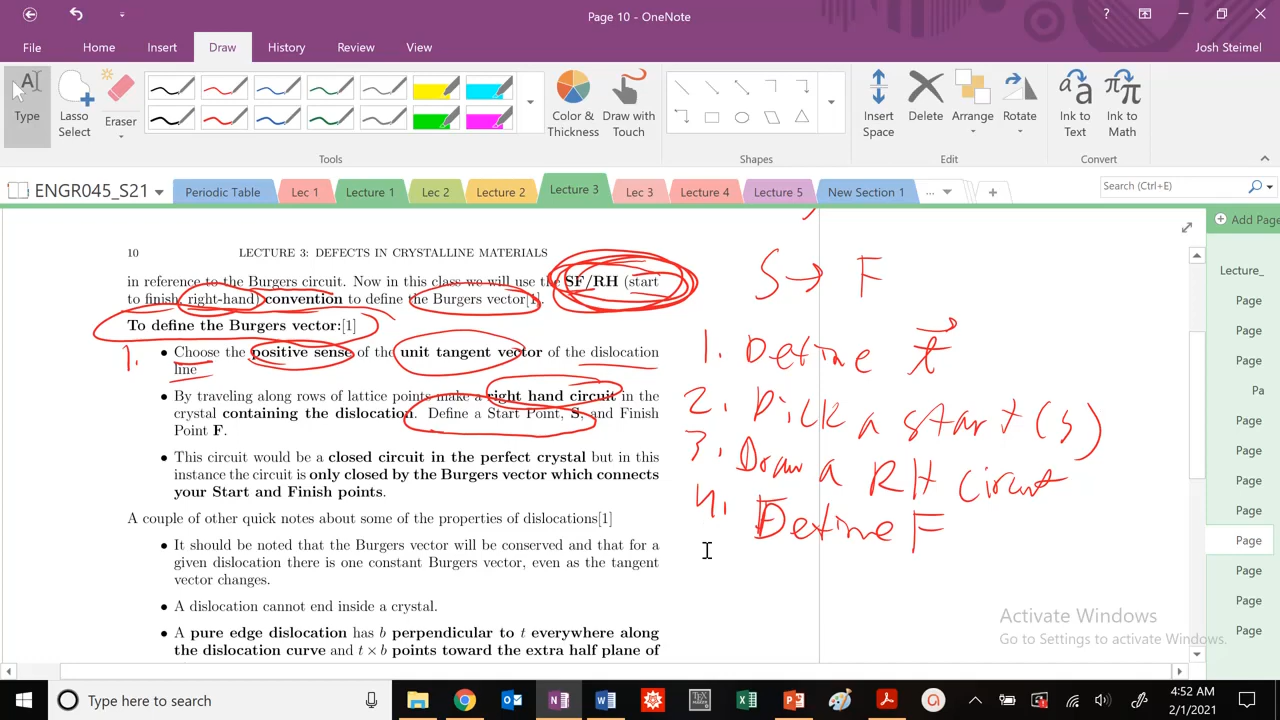 Page 10 - OneNote
File
Home
Insert
Draw
History
Review
View
Josh Steimel
Type
Lasso Select
Eraser
Color & Thickness
Draw with Touch
Insert Space
Delete
Arrange
Rotate
Ink to Text
Ink to Math
Tools
Shapes
Edit
Convert
ENGR045_S21
Periodic Table
Lec 1
Lecture 1
Lec 2
Lecture 2
Lecture 3
Lec 3
Lecture 4
Lecture 5
New Section 1
...
Search (Ctrl+E)
Add Page
10 LECTURE 3: DEFECTS IN CRYSTALLINE MATERIALS
in reference to the Burgers circuit. Now in this class we will use the SF/RH (start
to finish, right-hand) convention to define the Burgers vector[1].
To define the Burgers vector:[1]
1.
• Choose the positive sense of the unit tangent vector of the dislocation
line
• By traveling along rows of lattice points make a right hand circuit in the
crystal containing the dislocation. Define a Start Point, S, and Finish
Point F.
• This circuit would be a closed circuit in the perfect crystal but in this
instance the circuit is only closed by the Burgers vector which connects
your Start and Finish points.
A couple of other quick notes about some of the properties of dislocations[1]
• It should be noted that the Burgers vector will be conserved and that for a
given dislocation there is one constant Burgers vector, even as the tangent
vector changes.
• A dislocation cannot end inside a crystal.
• A pure edge dislocation has b perpendicular to t everywhere along
the dislocation curve and t × b points toward the extra half plane of
S → F
1. Define t⃗
2. Pick a start (s)
3. Draw a RH circuit
4. Define F
Lecture_
Page
Page
Page
Pa
Page
Page
Page
Page
Page
Page
Page
Page
Activate Windows
Go to Settings to activate Windows.
Type here to search
4:52 AM
2/1/2021